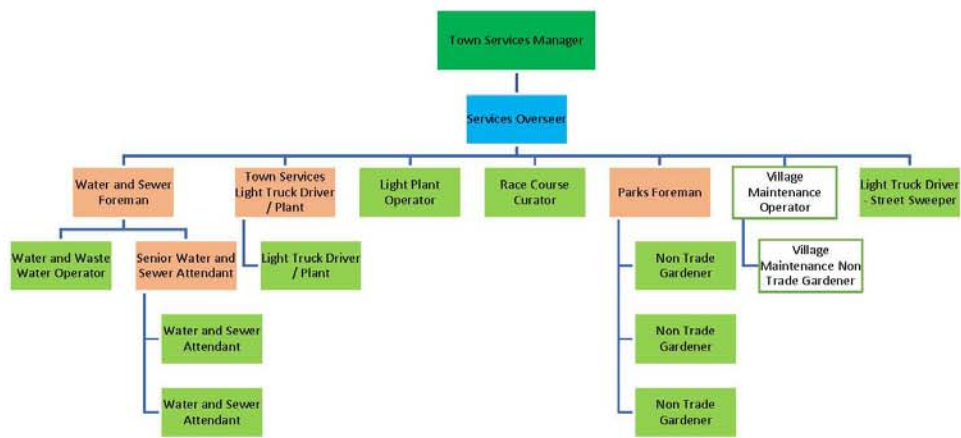 Town Services Manager
Services Overseer
Water and Sewer
Foreman
Town Services
Light Truck Driver
/ Plant
Light Plant
Operator
Race Course
Curator
Parks Foreman
Village
Maintenance
Operator
Light Truck Driver
- Street Sweeper
Water and Waste
Water Operator
Senior Water and
Sewer Attendant
Light Truck Driver
/ Plant
Non Trade
Gardener
Village
Maintenance Non
Trade Gardener
Water and Sewer
Attendant
Non Trade
Gardener
Water and Sewer
Attendant
Non Trade
Gardener